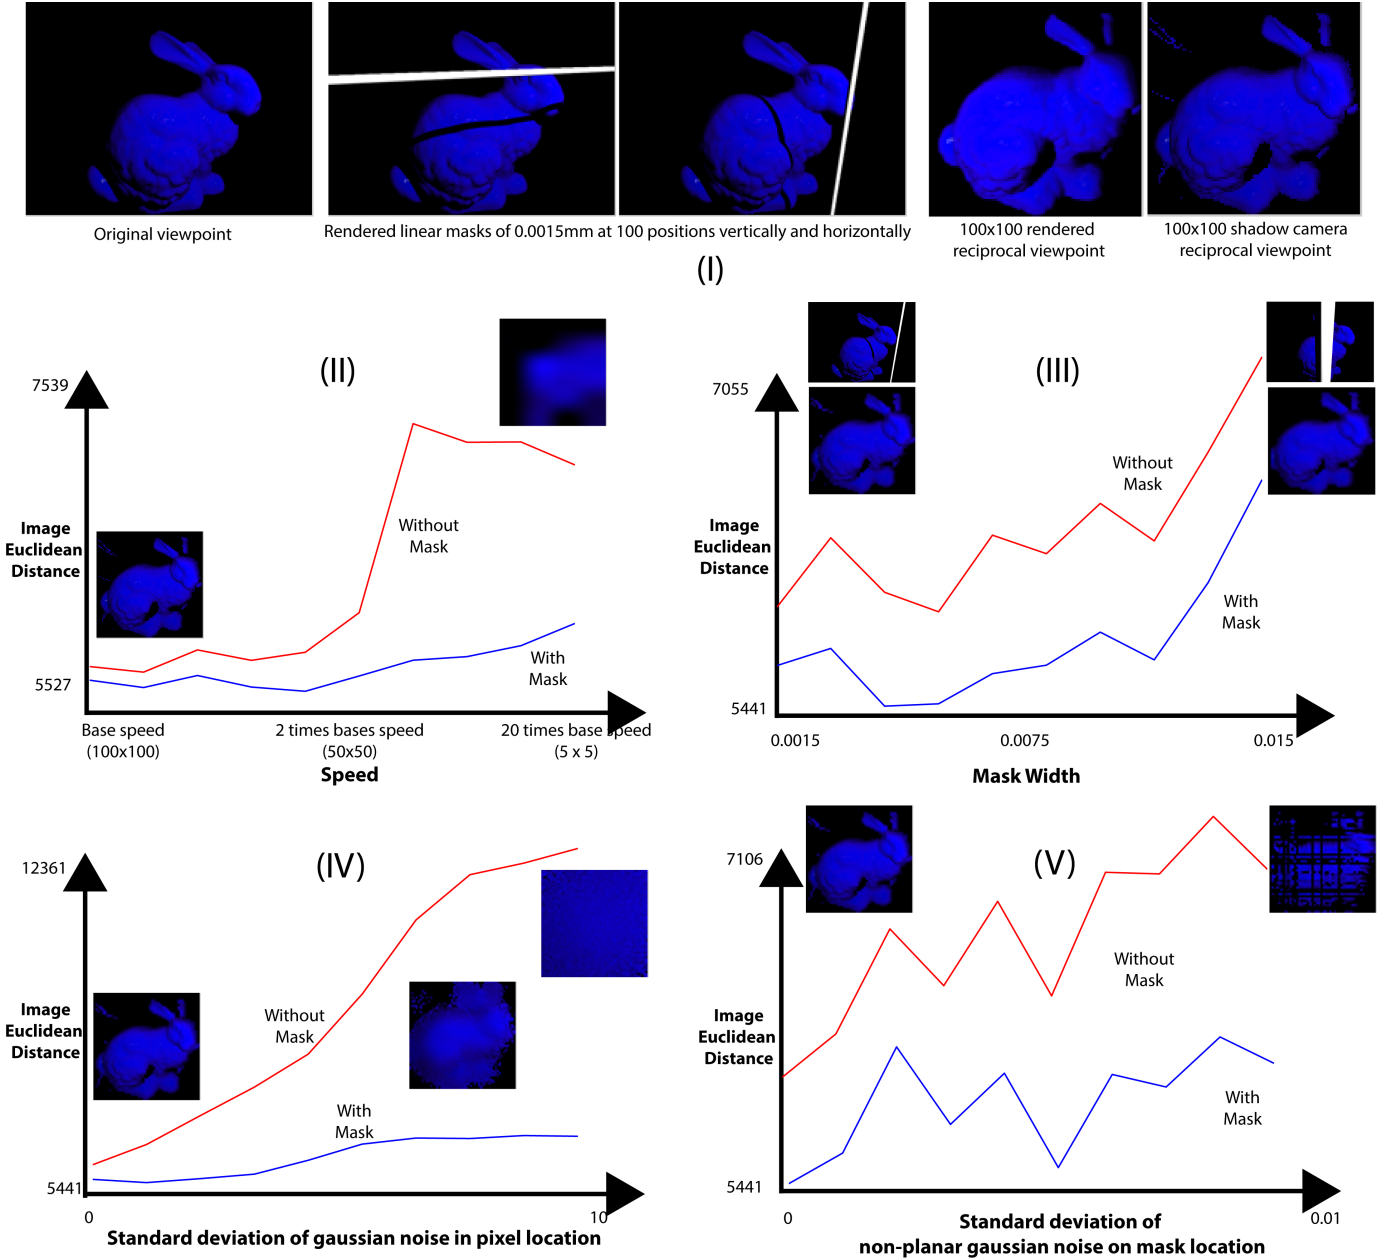 Original viewpoint
Rendered linear masks of 0.0015mm at 100 positions vertically and horizontally
100x100 rendered
reciprocal viewpoint
100x100 shadow camera
reciprocal viewpoint
(I)
(II)
7539
Image
Euclidean
Distance
5527
Without
Mask
With
Mask
Base speed
(100x100)
2 times bases speed
(50x50)
20 times base speed
(5 x 5)
Speed
(III)
7055
Image
Euclidean
Distance
5441
Without
Mask
With
Mask
0.0015
0.0075
0.015
Mask Width
(IV)
12361
Image
Euclidean
Distance
5441
Without
Mask
With
Mask
0
10
Standard deviation of gaussian noise in pixel location
(V)
7106
Image
Euclidean
Distance
5441
Without
Mask
With
Mask
0
0.01
Standard deviation of
non-planar gaussian noise on mask location